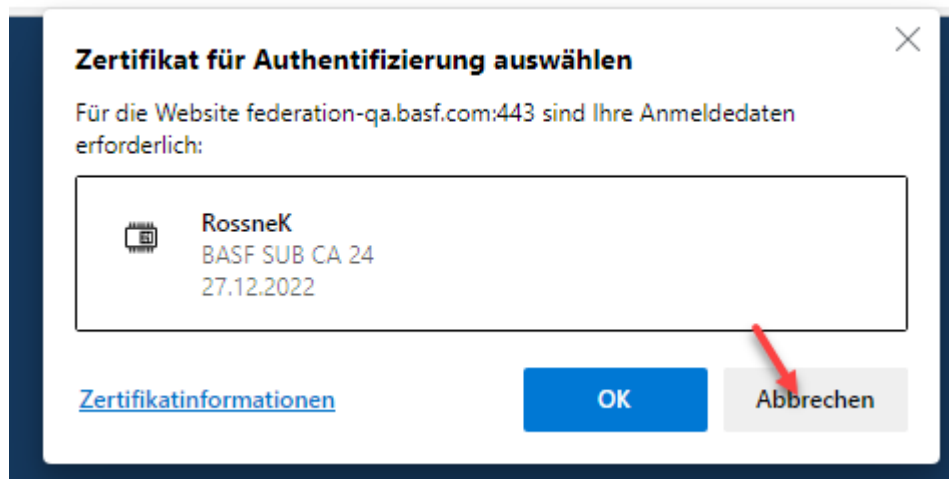 Zertifikat für Authentifizierung auswählen
Für die Website federation-qa.basf.com:443 sind Ihre Anmeldedaten
erforderlich:
RossneK
BASF SUB CA 24
27.12.2022
Zertifikatinformationen
OK
Abbrechen